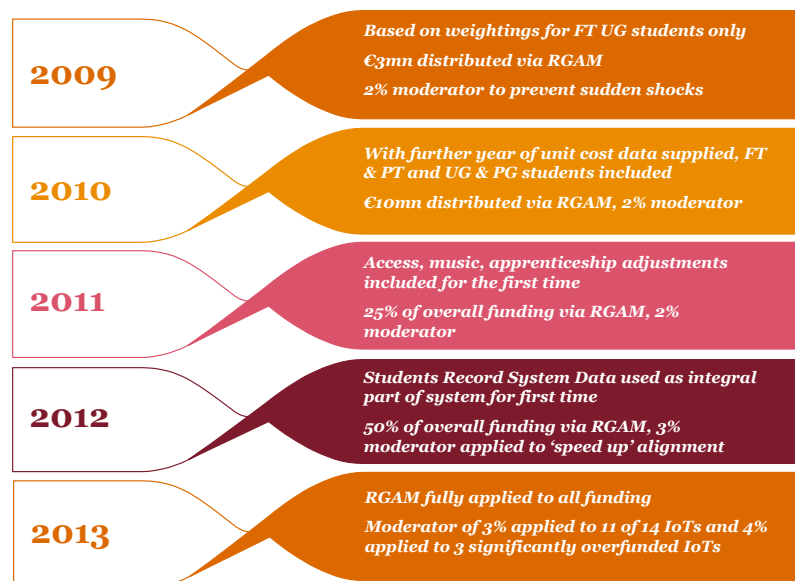 2009
Based on weightings for FT UG students only
€3mn distributed via RGAM
2% moderator to prevent sudden shocks
2010
With further year of unit cost data supplied, FT
& PT and UG & PG students included
€10mn distributed via RGAM, 2% moderator
2011
Access, music, apprenticeship adjustments
included for the first time
25% of overall funding via RGAM, 2%
moderator
2012
Students Record System Data used as integral
part of system for first time
50% of overall funding via RGAM, 3%
moderator applied to ‘speed up’ alignment
2013
RGAM fully applied to all funding
Moderator of 3% applied to 11 of 14 IoTs and 4%
applied to 3 significantly overfunded IoTs